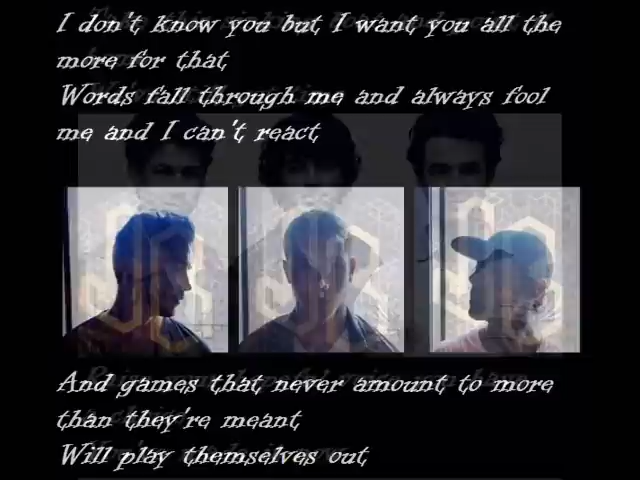 I don't know you but I want you all the
more for that
Words fall through me and always fool
me and I can't react
And games that never amount to more
than they're meant
Will play themselves out